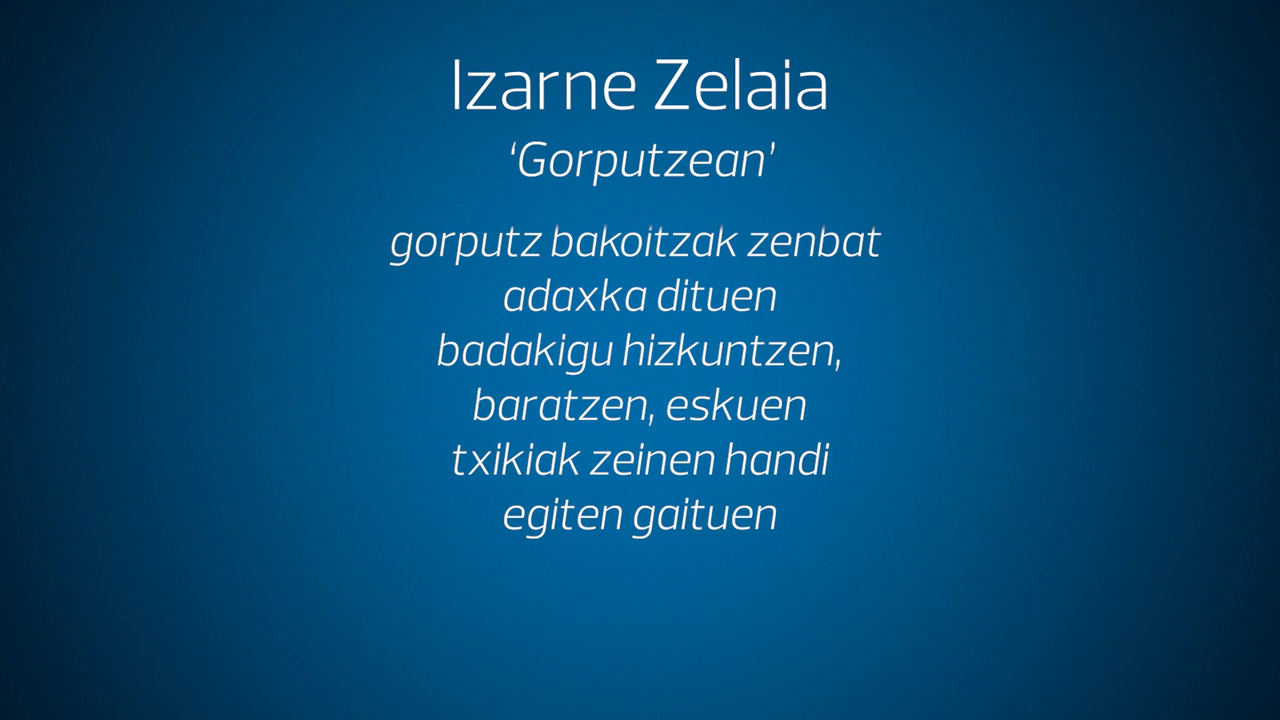 Izarne Zelaia
‘Gorputzean’
gorputz bakoitzak zenbat
adaxka dituen
badakigu hizkuntzen,
baratzen, eskuen
txikiak zeinen handi
egiten gaituen